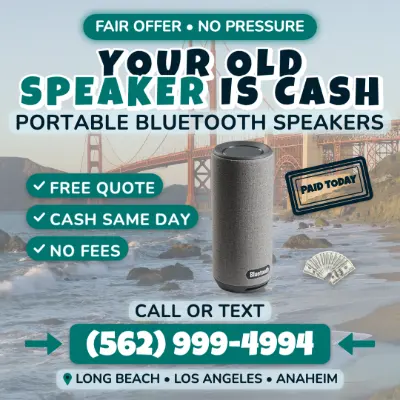 FAIR OFFER • NO PRESSURE
YOUR OLD
SPEAKER IS CASH
PORTABLE BLUETOOTH SPEAKERS
✓ FREE QUOTE
✓ CASH SAME DAY
✓ NO FEES
PAID TODAY
Bluetooth
CALL OR TEXT
(562) 999-4994
LONG BEACH • LOS ANGELES • ANAHEIM